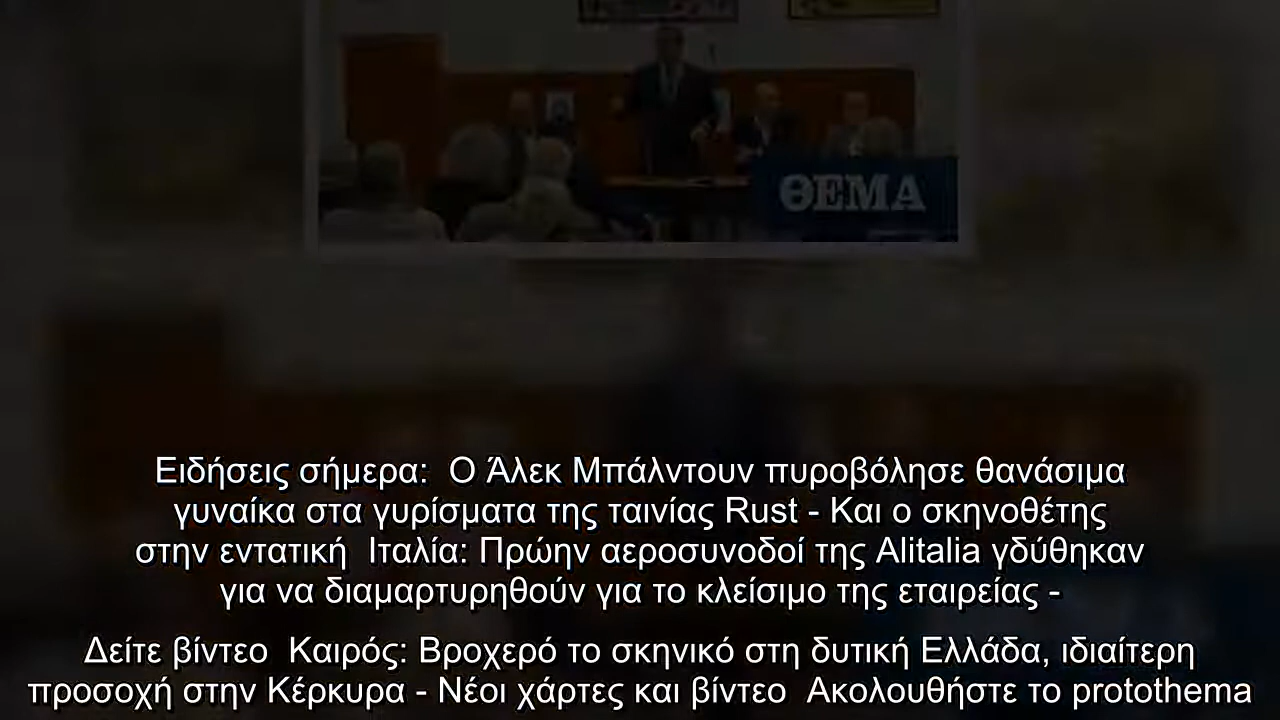 ΘΕΜΑ
Ειδήσεις σήμερα:  Ο Άλεκ Μπάλντουν πυροβόλησε θανάσιμα
γυναίκα στα γυρίσματα της ταινίας Rust - Και ο σκηνοθέτης
στην εντατική  Ιταλία: Πρώην αεροσυνοδοί της Alitalia γδύθηκαν
για να διαμαρτυρηθούν για το κλείσιμο της εταιρείας -
Δείτε βίντεο  Καιρός: Βροχερό το σκηνικό στη δυτική Ελλάδα, ιδιαίτερη
προσοχή στην Κέρκυρα - Νέοι χάρτες και βίντεο  Ακολουθήστε το protothema